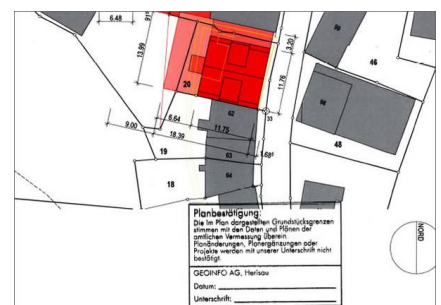 6.48
91⁵
13.99
3.20
11.76
46
20
62
33
6.64
9.00
18.39
11.75
48
19
63
1.68⁵
18
64
Planbestätigung:
Die im Plan dargestellten Grundstücksgrenzen
stimmen mit den Daten und Plänen der
amtlichen Vermessung überein.
Planänderungen, Planergänzungen oder
Projekte werden mit unserer Unterschrift nicht
bestätigt.
GEOINFO AG, Herisau
Datum:
Unterschrift:
NORD